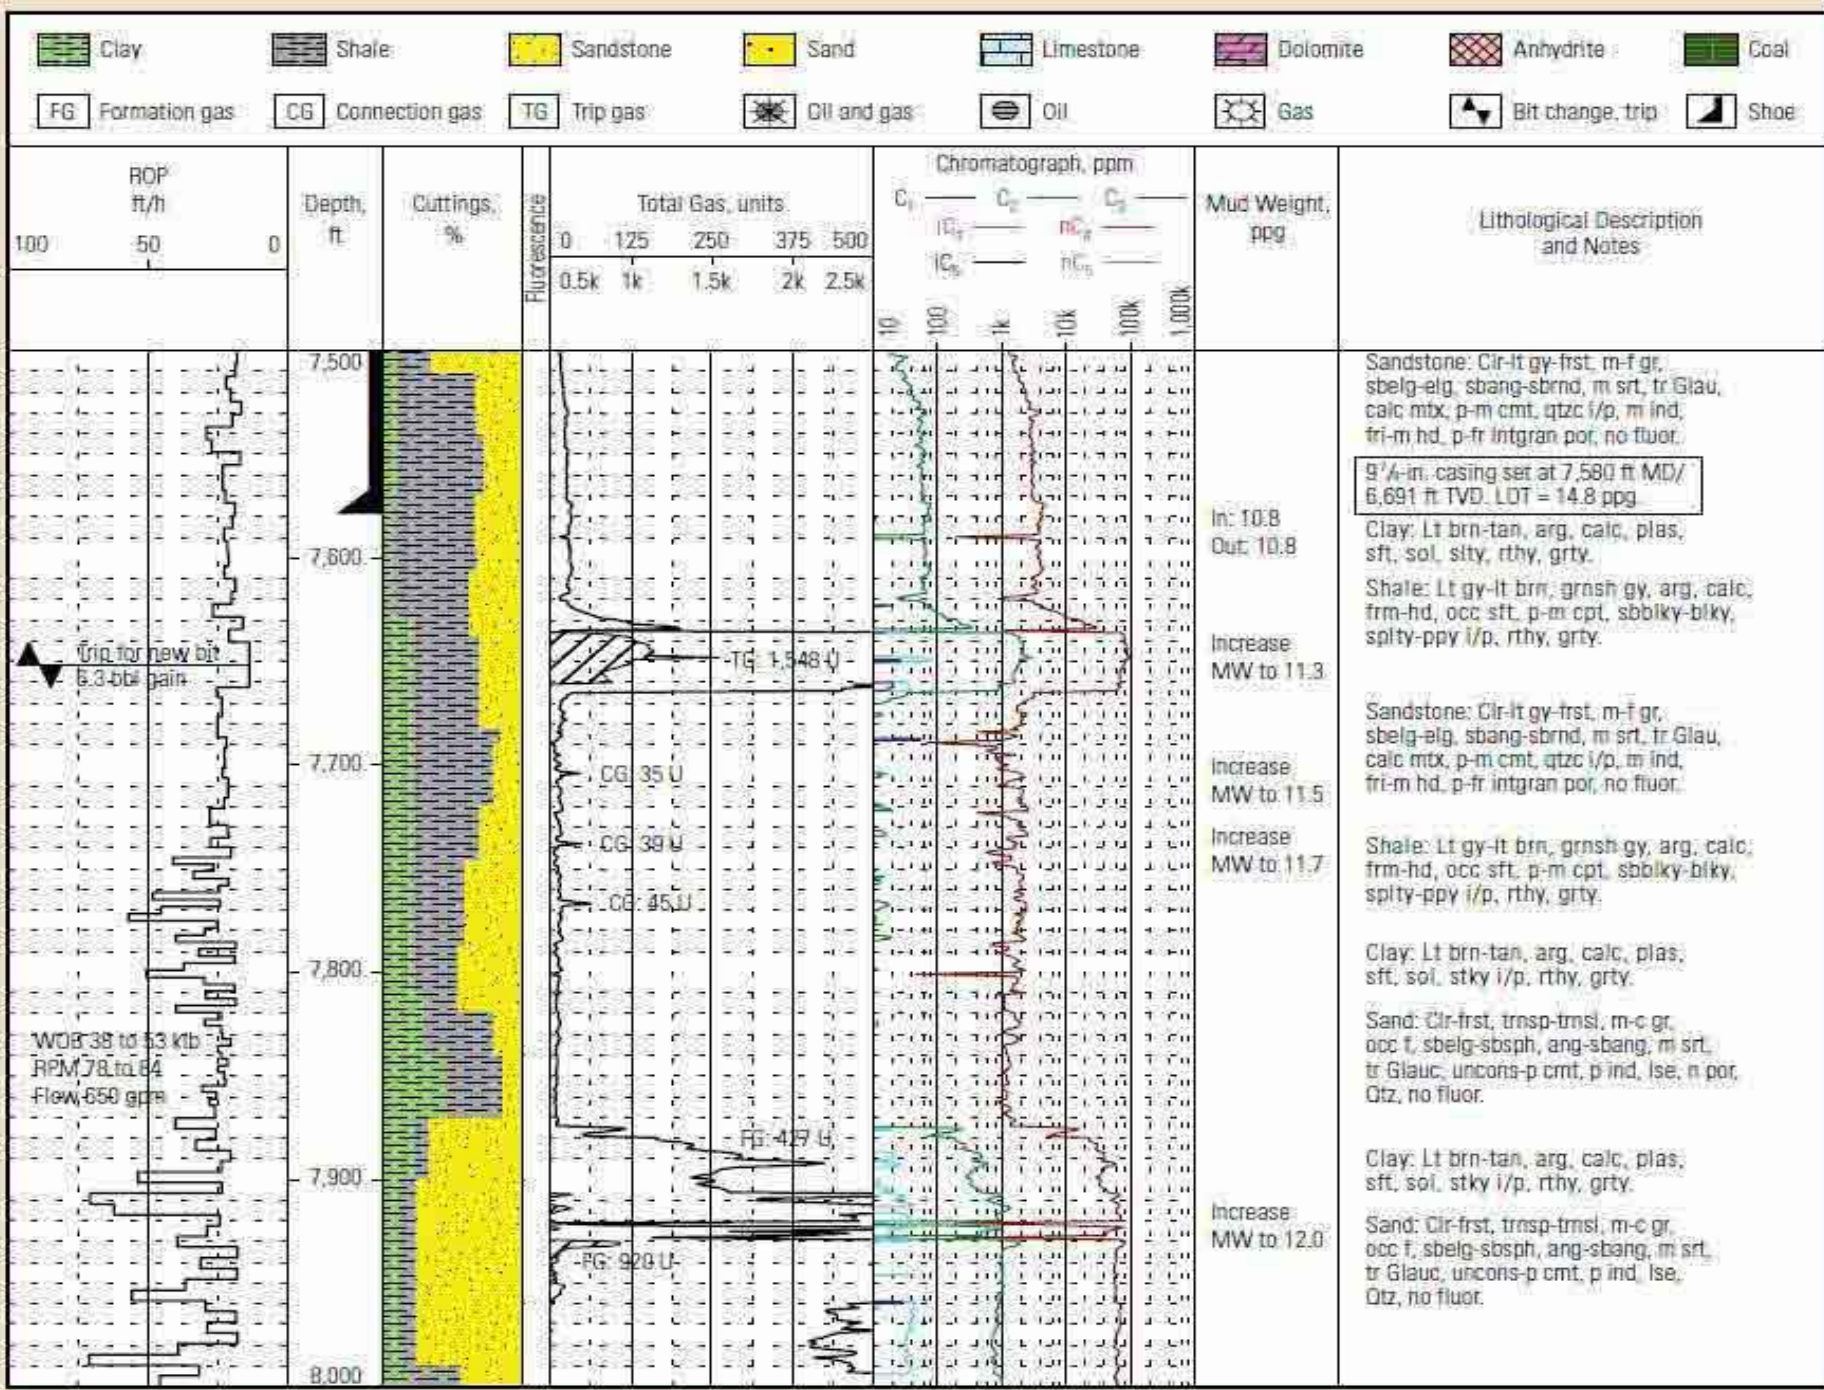 Clay Shale Sandstone Sand Limestone Dolomite Anhydrite Coal
FG Formation gas CG Connection gas TG Trip gas Oil and gas Oil Gas Bit change, trip Shoe
ROP
ft/h
100 50 0
Depth,
ft
Cuttings,
%
Fluorescence
Total Gas, units
0 125 250 375 500
0.5k 1k 1.5k 2k 2.5k
Chromatograph, ppm
C1 C2 C3
iC4 nC4
iC5 nC5
10 100 1k 10k 100k 1,000k
Mud Weight,
ppg
Lithological Description
and Notes
Trip for new bit
6.3-bbl gain
WOB 38 to 53 klb
RPM 78 to 84
Flow 650 gpm
7,500
7,600
7,700
7,800
7,900
8,000
TG: 1,548 U
CG: 35 U
CG: 39 U
CG: 45 U
FG: 427 U
FG: 920 U
In: 10.8
Out: 10.8
Increase
MW to 11.3
Increase
MW to 11.5
Increase
MW to 11.7
Increase
MW to 12.0
Sandstone: Clr-lt gy-frst, m-f gr,
sbelg-elg, sbang-sbrnd, m srt, tr Glau,
calc mtx, p-m cmt, qtzc i/p, m ind,
fri-m hd, p-fr intgran por, no fluor.
9 5/8-in. casing set at 7,580 ft MD/
6,691 ft TVD. LOT = 14.8 ppg.
Clay: Lt brn-tan, arg, calc, plas,
sft, sol, slty, rthy, grty.
Shale: Lt gy-lt brn, grnsh gy, arg, calc,
frm-hd, occ sft, p-m cpt, sbblky-blky,
splty-ppy i/p, rthy, grty.
Sandstone: Clr-lt gy-frst, m-f gr,
sbelg-elg, sbang-sbrnd, m srt, tr Glau,
calc mtx, p-m cmt, qtzc i/p, m ind,
fri-m hd, p-fr intgran por, no fluor.
Shale: Lt gy-lt brn, grnsh gy, arg, calc,
frm-hd, occ sft, p-m cpt, sbblky-blky,
splty-ppy i/p, rthy, grty.
Clay: Lt brn-tan, arg, calc, plas,
sft, sol, stky i/p, rthy, grty.
Sand: Clr-frst, trnsp-trnsl, m-c gr,
occ f, sbelg-sbsph, ang-sbang, m srt,
tr Glauc, uncons-p cmt, p ind, lse, n por,
Qtz, no fluor.
Clay: Lt brn-tan, arg, calc, plas,
sft, sol, stky i/p, rthy, grty.
Sand: Clr-frst, trnsp-trnsl, m-c gr,
occ f, sbelg-sbsph, ang-sbang, m srt,
tr Glauc, uncons-p cmt, p ind, lse,
Qtz, no fluor.